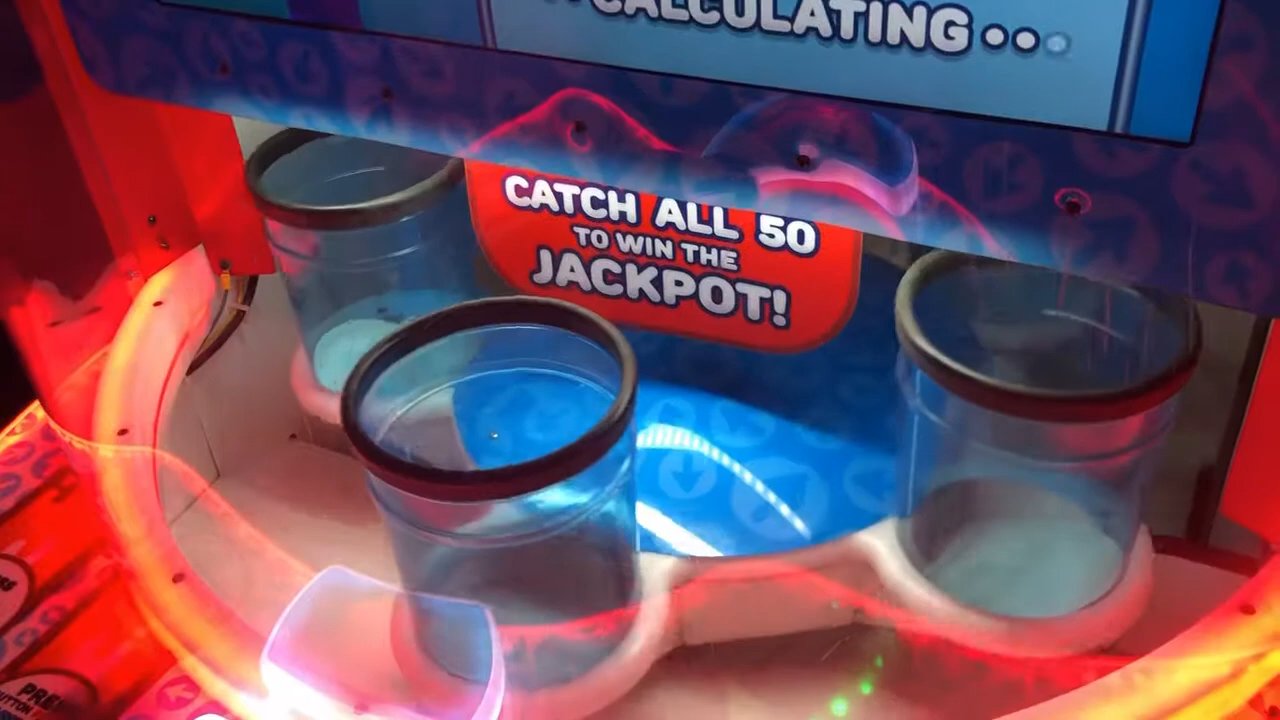 CALCULATING...
CATCH ALL 50
TO WIN THE
JACKPOT!